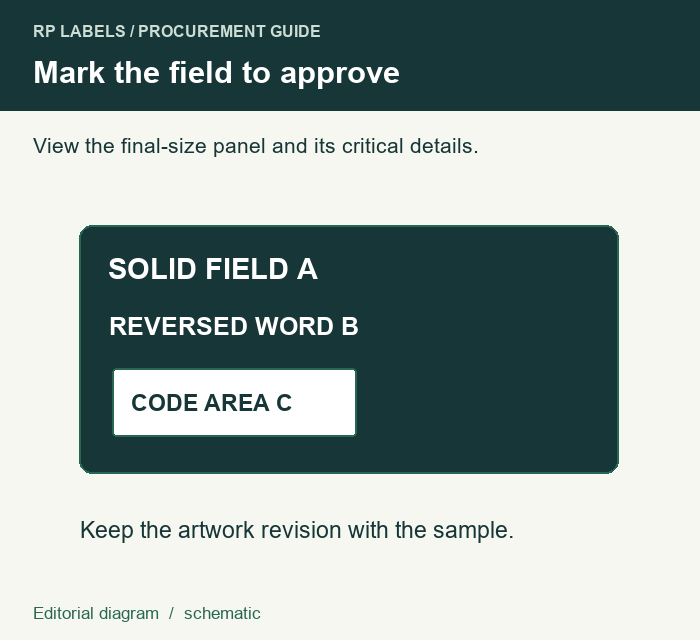 RP LABELS / PROCUREMENT GUIDE
Mark the field to approve
View the final-size panel and its critical details.
SOLID FIELD A
REVERSED WORD B
CODE AREA C
Keep the artwork revision with the sample.
Editorial diagram / schematic